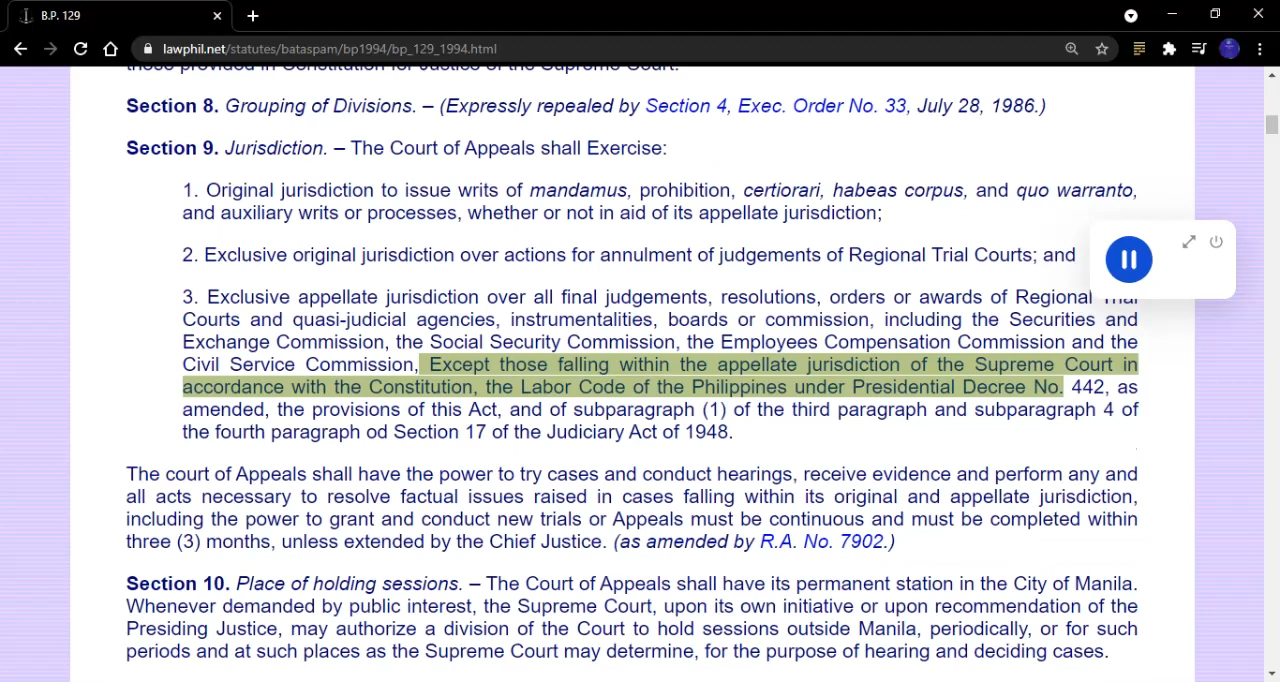 B.P. 129
lawphil.net/statutes/bataspam/bp1994/bp_129_1994.html
those provided in Constitution for Justice of the Supreme Court.
Section 8. Grouping of Divisions. – (Expressly repealed by Section 4, Exec. Order No. 33, July 28, 1986.)
Section 9. Jurisdiction. – The Court of Appeals shall Exercise:
1. Original jurisdiction to issue writs of mandamus, prohibition, certiorari, habeas corpus, and quo warranto,
and auxiliary writs or processes, whether or not in aid of its appellate jurisdiction;
2. Exclusive original jurisdiction over actions for annulment of judgements of Regional Trial Courts; and
3. Exclusive appellate jurisdiction over all final judgements, resolutions, orders or awards of Regional Trial
Courts and quasi-judicial agencies, instrumentalities, boards or commission, including the Securities and
Exchange Commission, the Social Security Commission, the Employees Compensation Commission and the
Civil Service Commission, Except those falling within the appellate jurisdiction of the Supreme Court in
accordance with the Constitution, the Labor Code of the Philippines under Presidential Decree No. 442, as
amended, the provisions of this Act, and of subparagraph (1) of the third paragraph and subparagraph 4 of
the fourth paragraph od Section 17 of the Judiciary Act of 1948.
The court of Appeals shall have the power to try cases and conduct hearings, receive evidence and perform any and
all acts necessary to resolve factual issues raised in cases falling within its original and appellate jurisdiction,
including the power to grant and conduct new trials or Appeals must be continuous and must be completed within
three (3) months, unless extended by the Chief Justice. (as amended by R.A. No. 7902.)
Section 10. Place of holding sessions. – The Court of Appeals shall have its permanent station in the City of Manila.
Whenever demanded by public interest, the Supreme Court, upon its own initiative or upon recommendation of the
Presiding Justice, may authorize a division of the Court to hold sessions outside Manila, periodically, or for such
periods and at such places as the Supreme Court may determine, for the purpose of hearing and deciding cases.